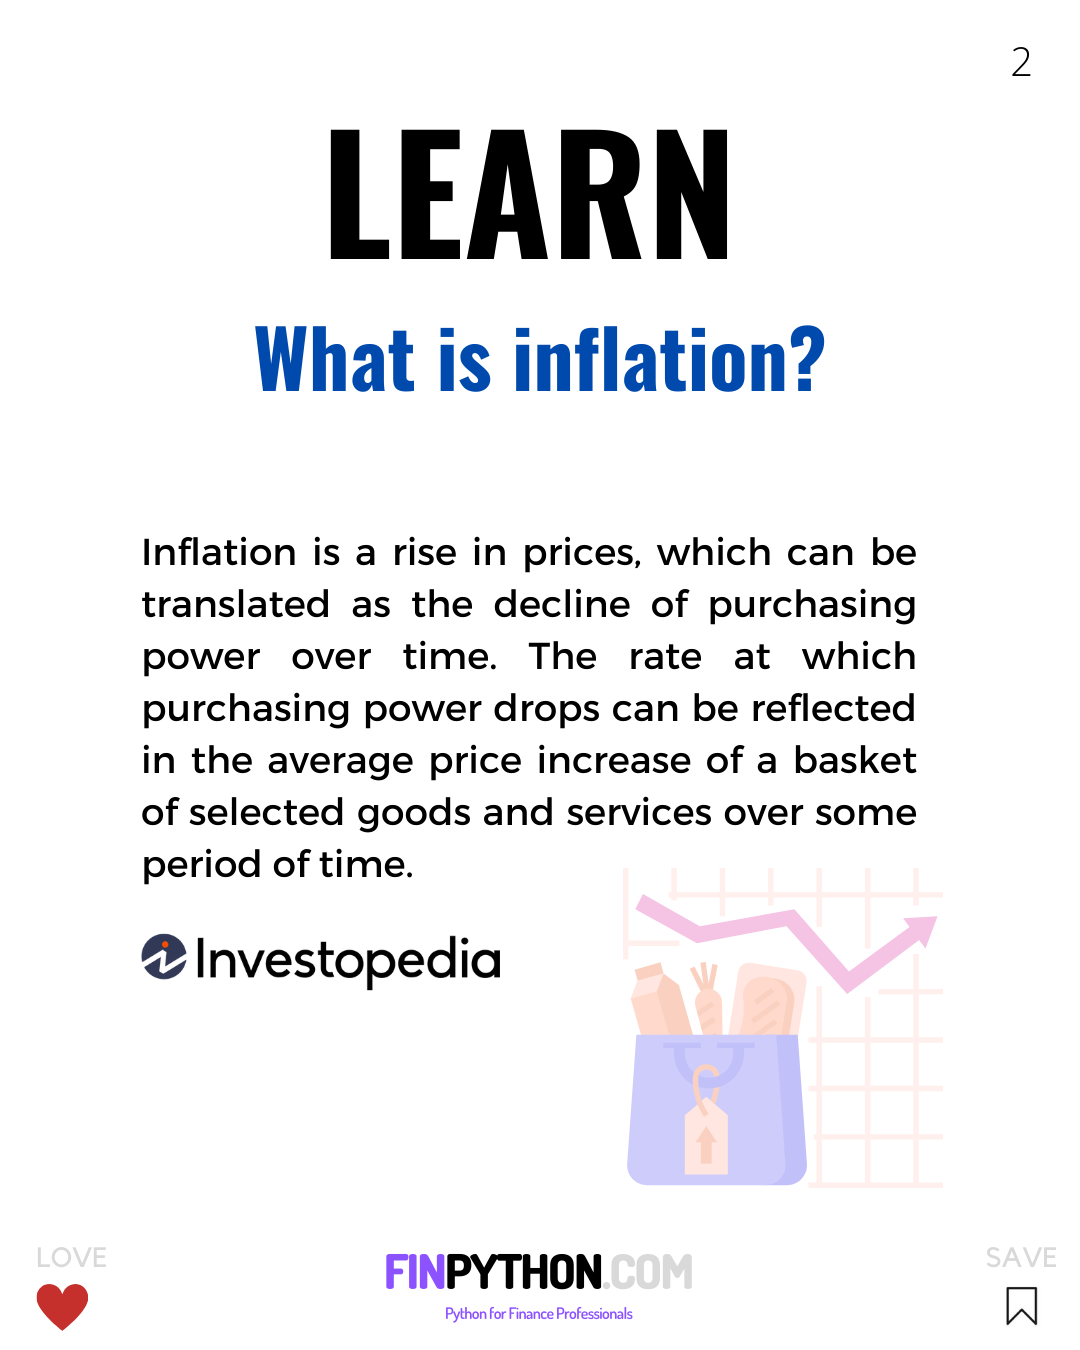 2
LEARN
What is inflation?
Inflation is a rise in prices, which can be
translated as the decline of purchasing
power over time. The rate at which
purchasing power drops can be reflected
in the average price increase of a basket
of selected goods and services over some
period of time.
Investopedia
LOVE
SAVE
FINPYTHON.COM
Python for Finance Professionals